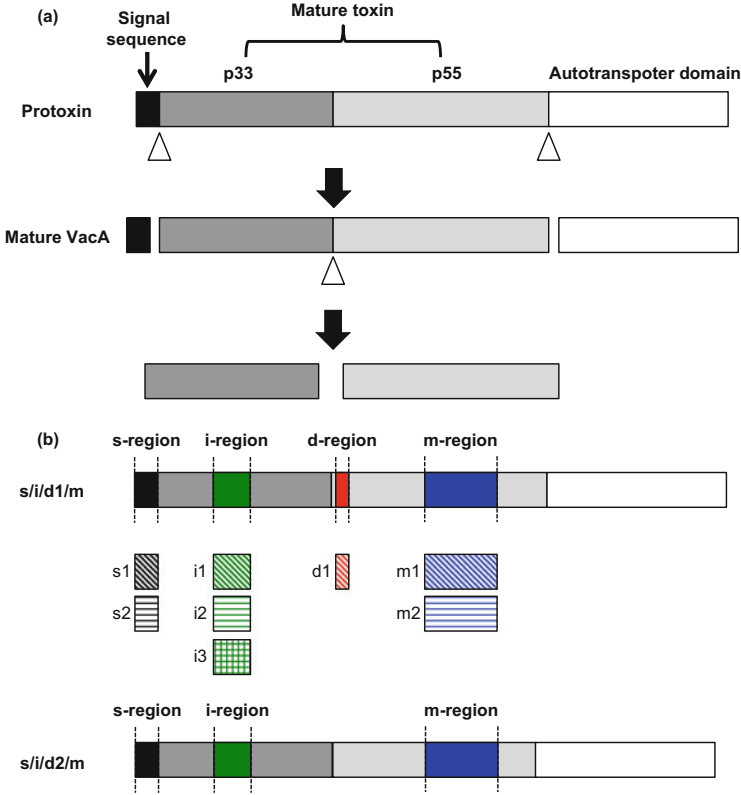 (a)
Signal
sequence
Mature toxin
p33
p55
Autotranspoter domain
Protoxin
Mature VacA
(b)
s-region i-region d-region m-region
s/i/d1/m
s1 i1 d1 m1
s2 i2 m2
i3
s-region i-region m-region
s/i/d2/m